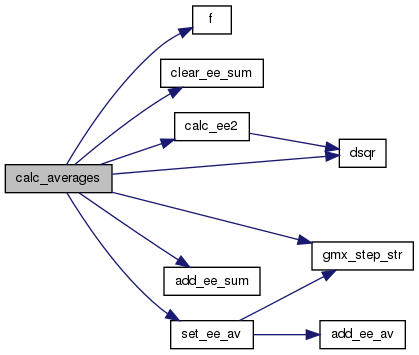 f
clear_ee_sum
calc_ee2
dsqr
calc_averages
gmx_step_str
add_ee_sum
set_ee_av
add_ee_av